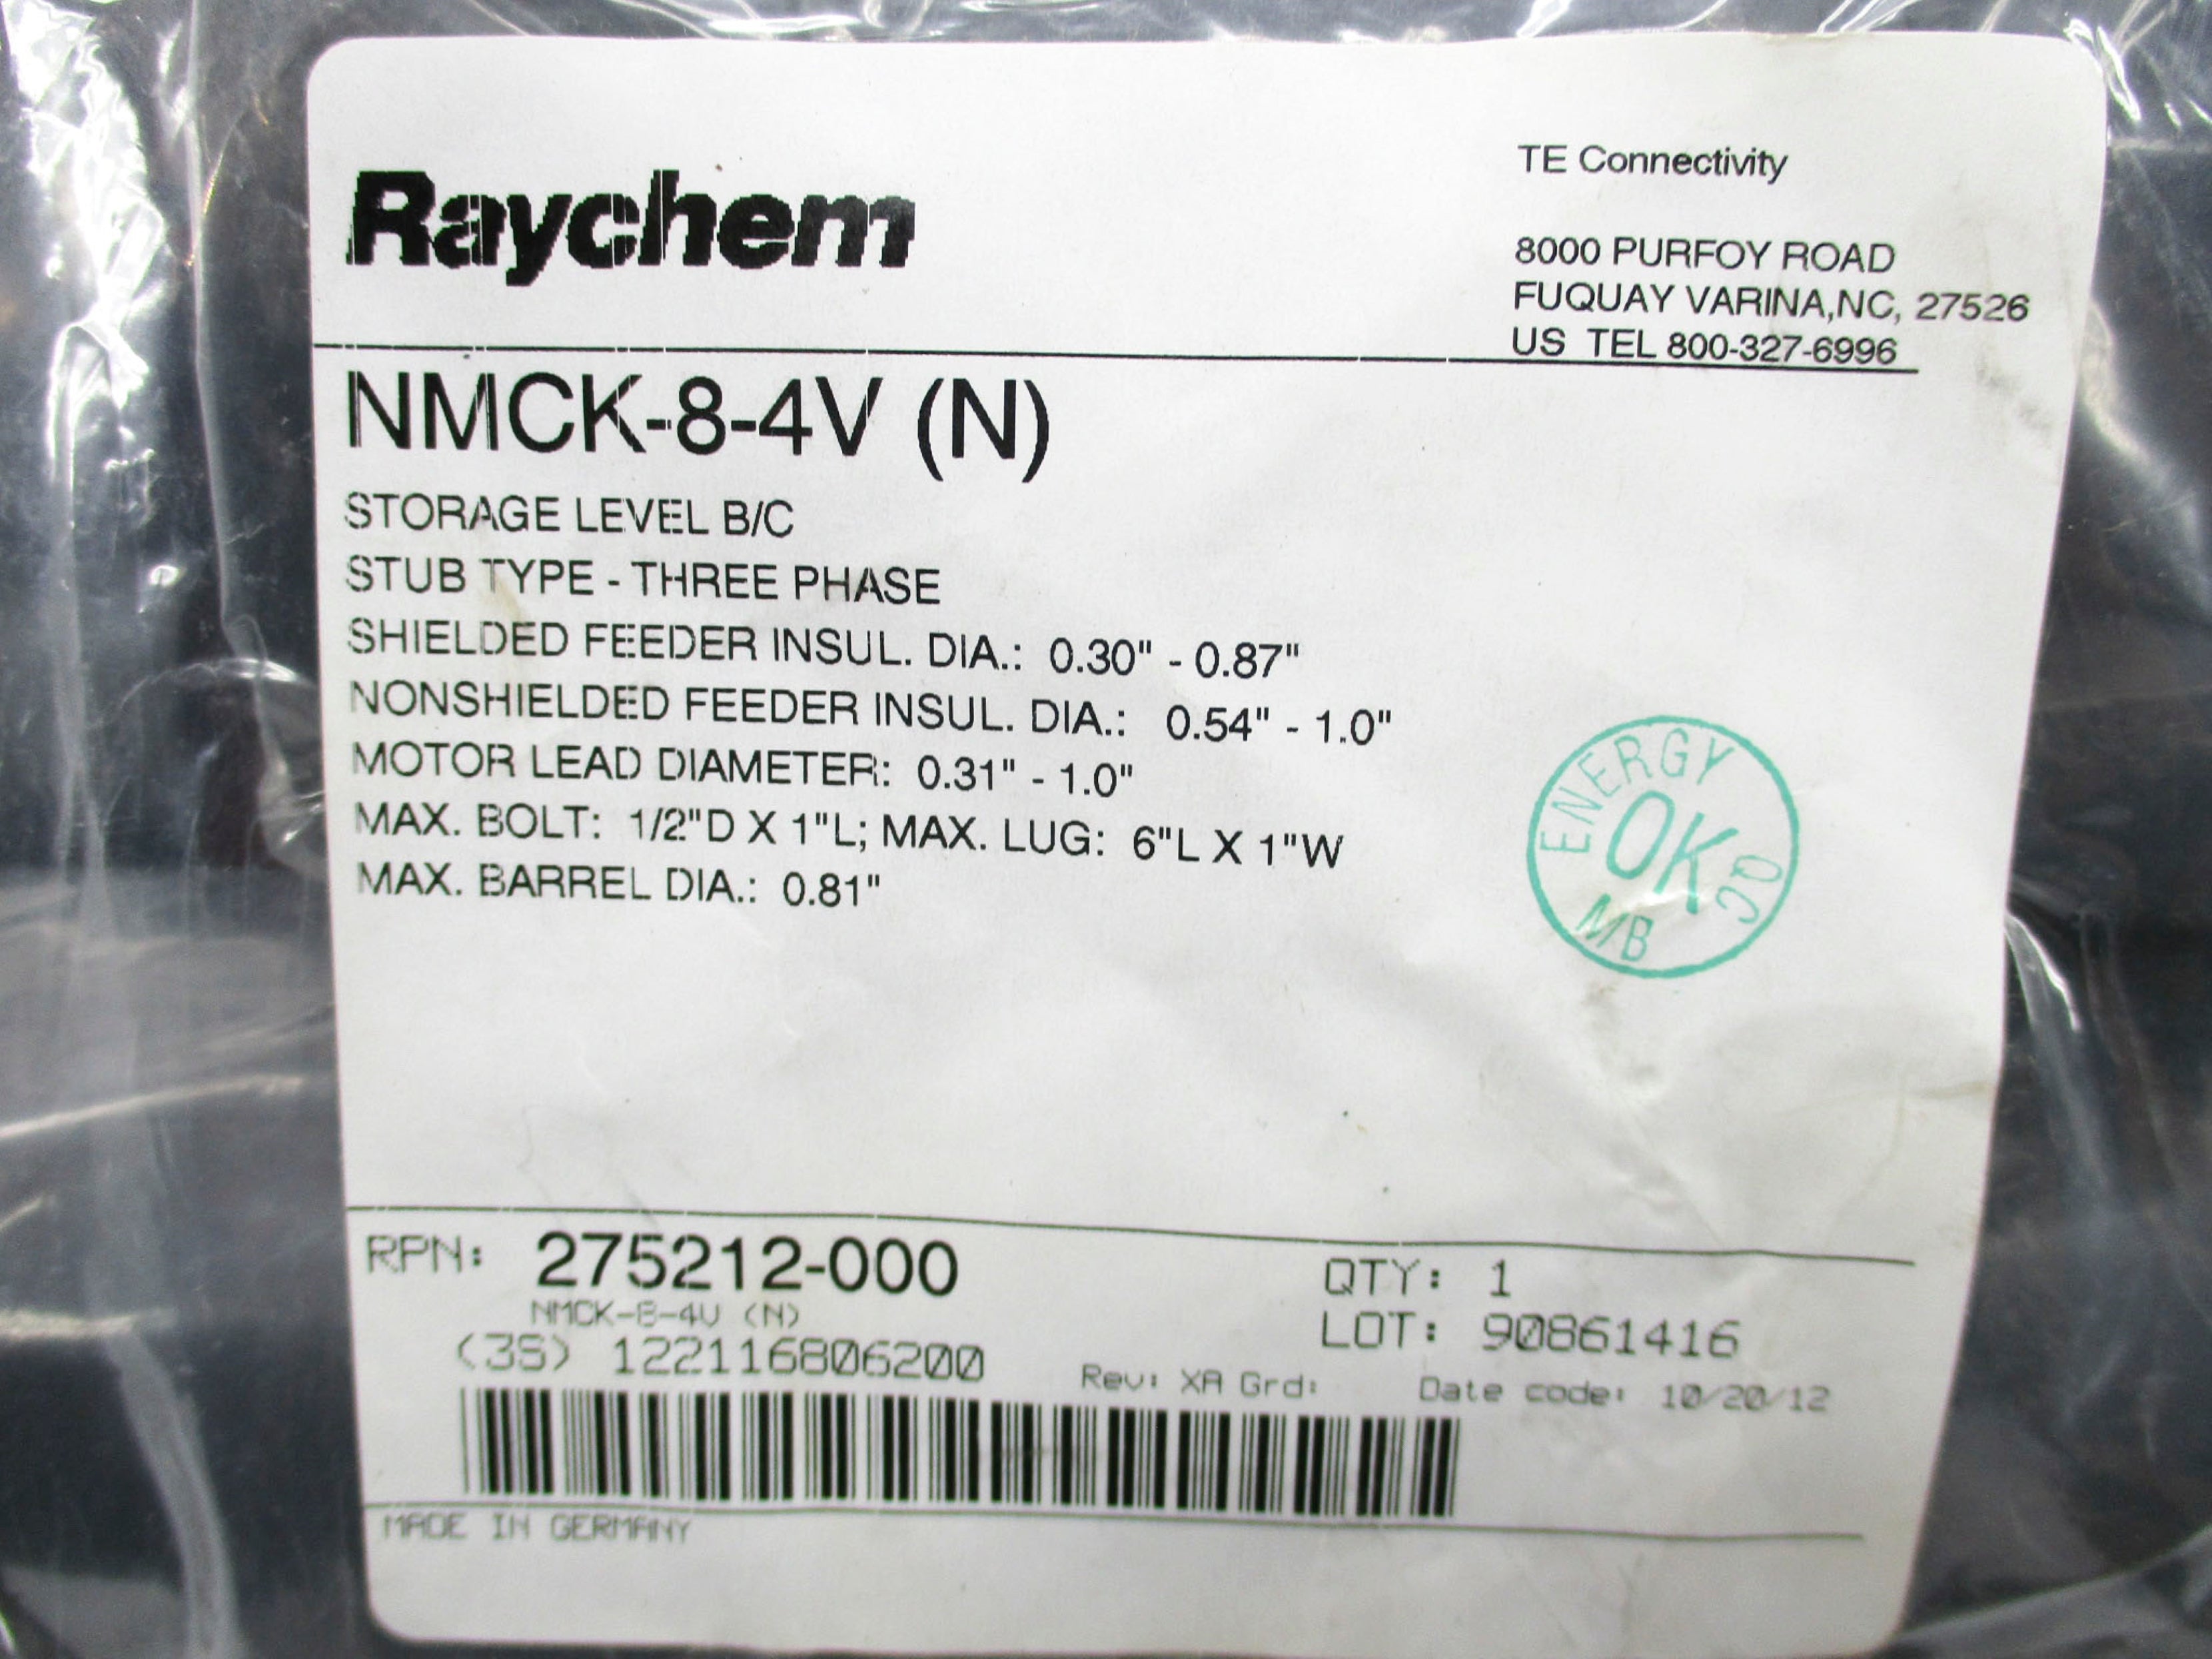 Raychem
TE Connectivity
8000 PURFOY ROAD
FUQUAY VARINA,NC, 27526
US TEL 800-327-6996
NMCK-8-4V (N)
STORAGE LEVEL B/C
STUB TYPE - THREE PHASE
SHIELDED FEEDER INSUL. DIA.: 0.30" - 0.87"
NONSHIELDED FEEDER INSUL. DIA.: 0.54" - 1.0"
MOTOR LEAD DIAMETER: 0.31" - 1.0"
MAX. BOLT: 1/2"D X 1"L; MAX. LUG: 6"L X 1"W
MAX. BARREL DIA.: 0.81"
ENERGY QC
OK
MB
RPN: 275212-000
NMCK-8-4V (N)
(3S) 122116806200
QTY: 1
LOT: 90861416
Rev: XA Grd:
Date code: 10/20/12
MADE IN GERMANY